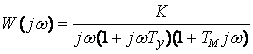 W(jω) = K / jω(1 + jωT_y)(1 + T_M jω)